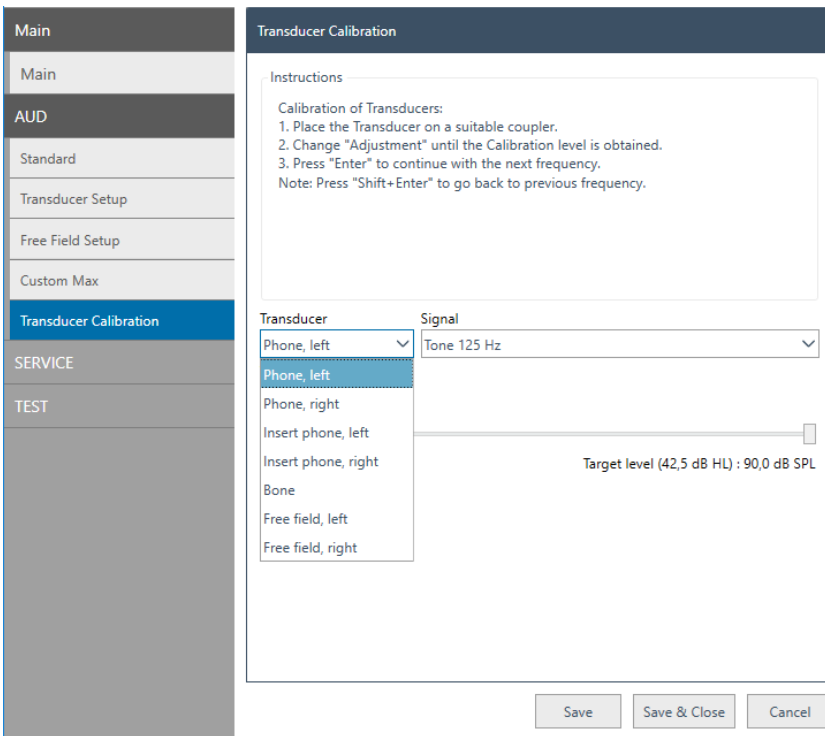 Main
Main
AUD
Standard
Transducer Setup
Free Field Setup
Custom Max
Transducer Calibration
SERVICE
TEST
Transducer Calibration
Instructions
Calibration of Transducers:
1. Place the Transducer on a suitable coupler.
2. Change "Adjustment" until the Calibration level is obtained.
3. Press "Enter" to continue with the next frequency.
Note: Press "Shift+Enter" to go back to previous frequency.
Transducer
Signal
Phone, left
Tone 125 Hz
Phone, left
Phone, right
Insert phone, left
Insert phone, right
Bone
Free field, left
Free field, right
Target level (42,5 dB HL) : 90,0 dB SPL
Save
Save & Close
Cancel